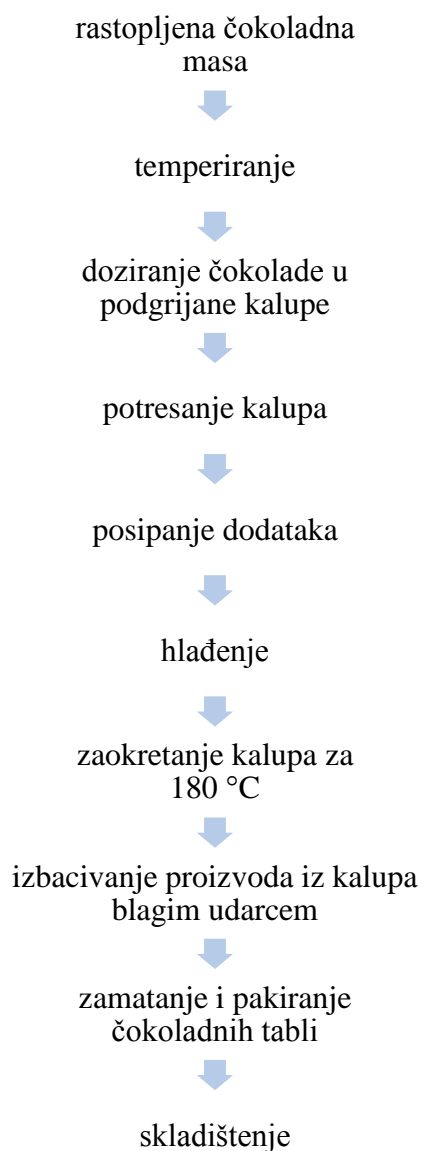 rastopljena čokoladna
masa
temperiranje
doziranje čokolade u
podgrijane kalupe
potresanje kalupa
posipanje dodataka
hlađenje
zaokretanje kalupa za
180 °C
izbacivanje proizvoda iz kalupa
blagim udarcem
zamatanje i pakiranje
čokoladnih tabli
skladištenje